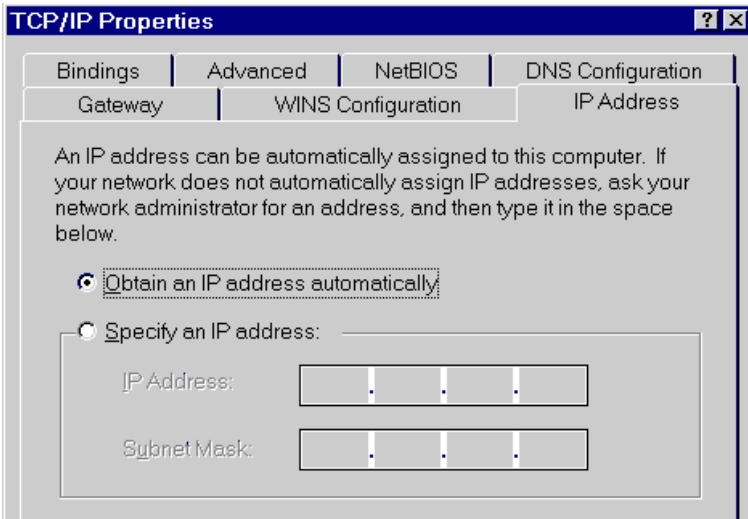 TCP/IP Properties
Bindings Advanced NetBIOS DNS Configuration
Gateway WINS Configuration IP Address
An IP address can be automatically assigned to this computer. If
your network does not automatically assign IP addresses, ask your
network administrator for an address, and then type it in the space
below.
Obtain an IP address automatically
Specify an IP address:
IP Address:
Subnet Mask: